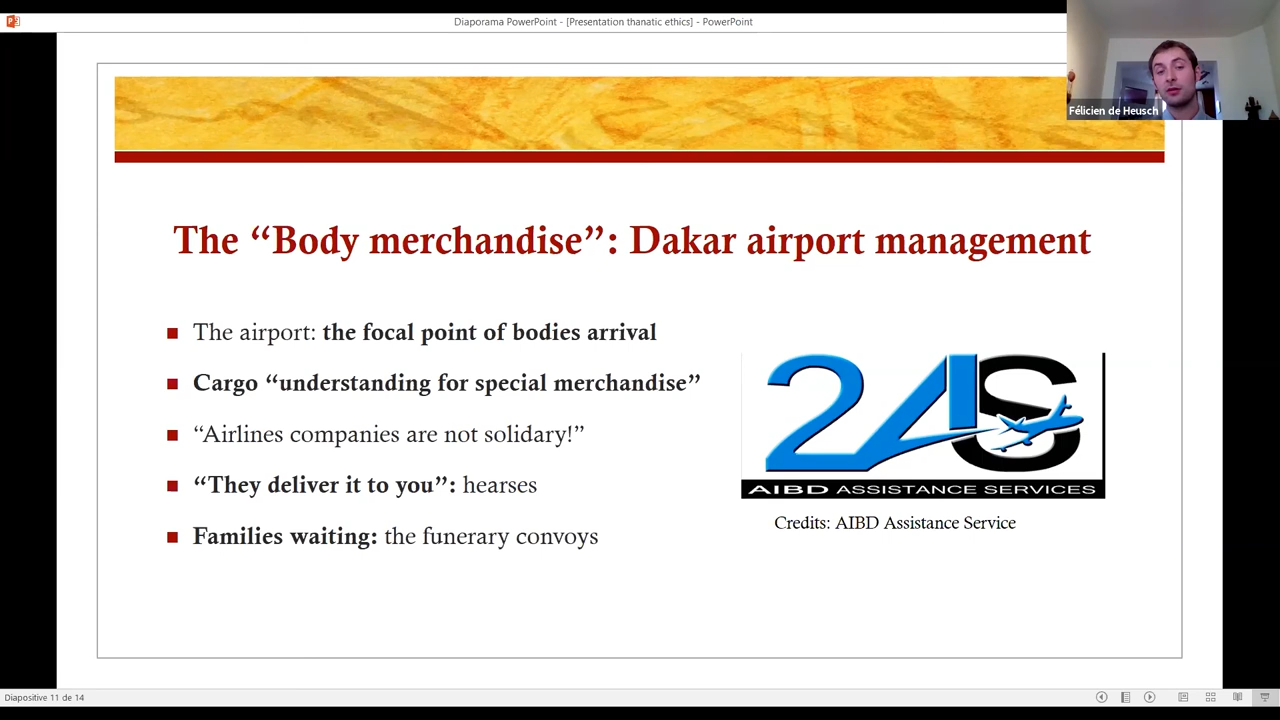 Diaporama PowerPoint - [Presentation thanatic ethics] - PowerPoint
Félicien de Heusch
The “Body merchandise”: Dakar airport management
The airport: the focal point of bodies arrival
Cargo “understanding for special merchandise”
“Airlines companies are not solidary!”
“They deliver it to you”: hearses
Families waiting: the funerary convoys
2AS
AIBD ASSISTANCE SERVICES
Credits: AIBD Assistance Service
Diapositive 11 de 14